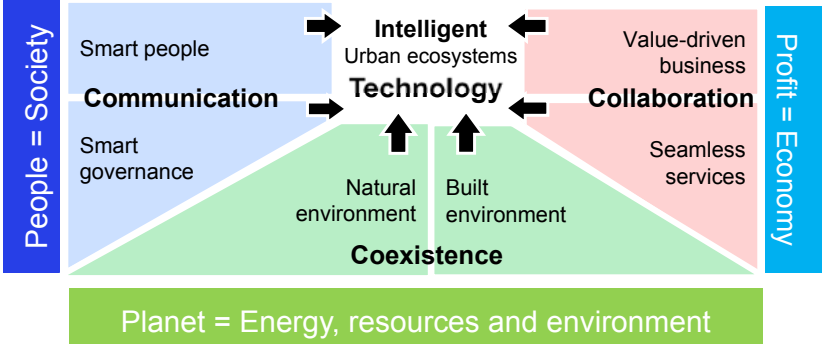 People = Society
Smart people
Communication
Smart
governance
Intelligent
Urban ecosystems
Technology
Value-driven
business
Collaboration
Seamless
services
Profit = Economy
Natural
environment
Built
environment
Coexistence
Planet = Energy, resources and environment